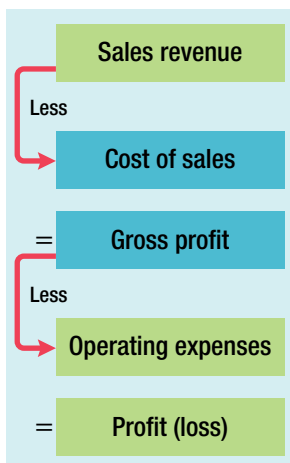 Sales revenue
Less
Cost of sales
= Gross profit
Less
Operating expenses
= Profit (loss)